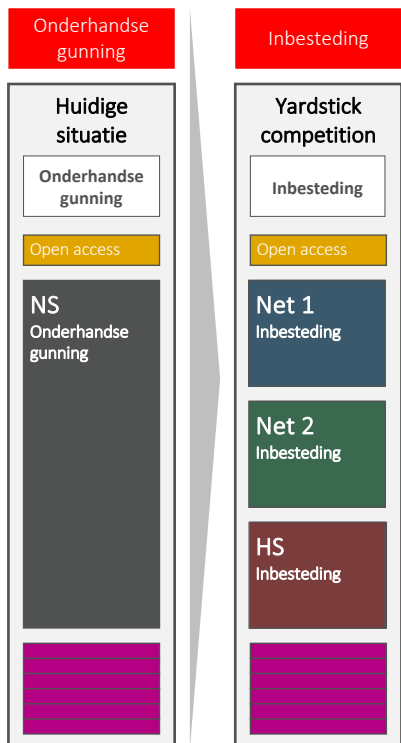 Onderhandse
gunning
Huidige
situatie
Onderhandse
gunning
Open access
NS
Onderhandse
gunning
Inbesteding
Yardstick
competition
Inbesteding
Open access
Net 1
Inbesteding
Net 2
Inbesteding
HS
Inbesteding